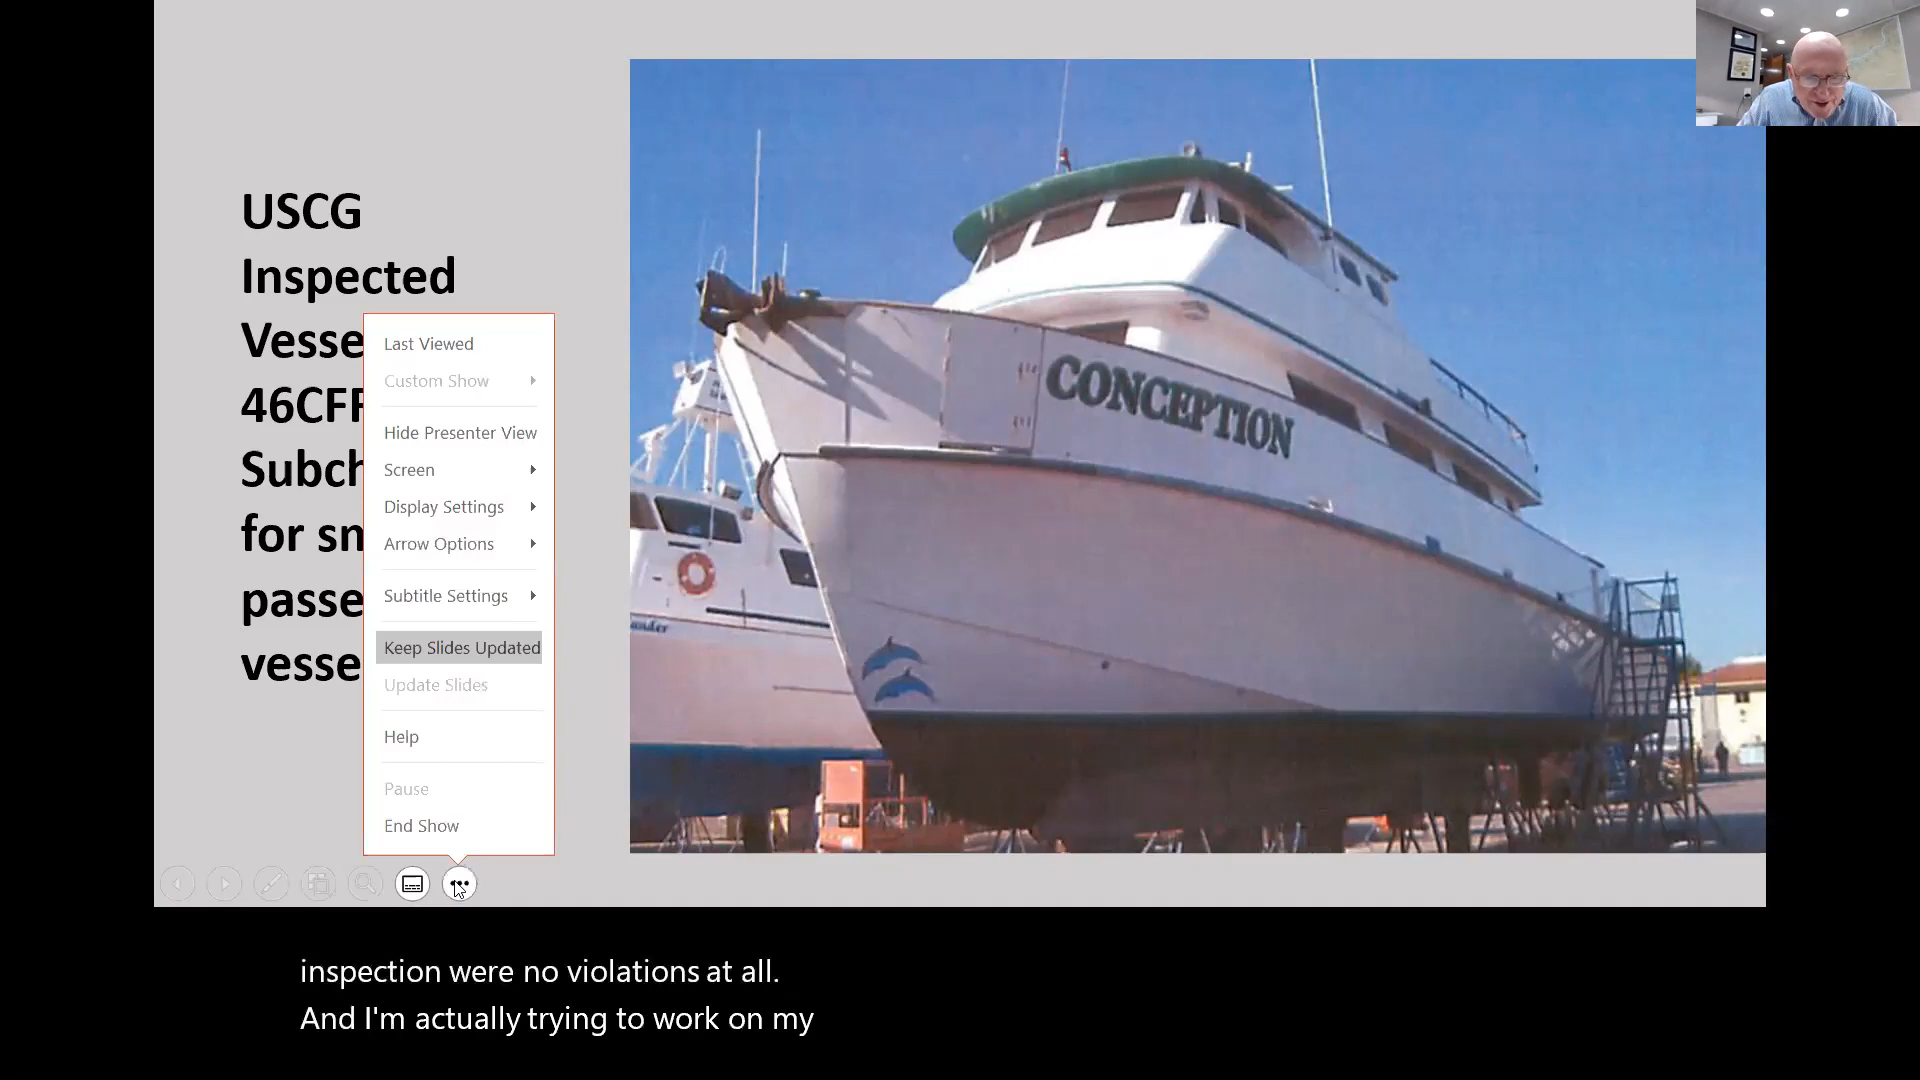 USCG
Inspected
Vesse
46CFF
Subch
for sn
passe
vesse
Last Viewed
Custom Show
Hide Presenter View
Screen
Display Settings
Arrow Options
Subtitle Settings
Keep Slides Updated
Update Slides
Help
Pause
End Show
CONCEPTION
inspection were no violations at all.
And I'm actually trying to work on my